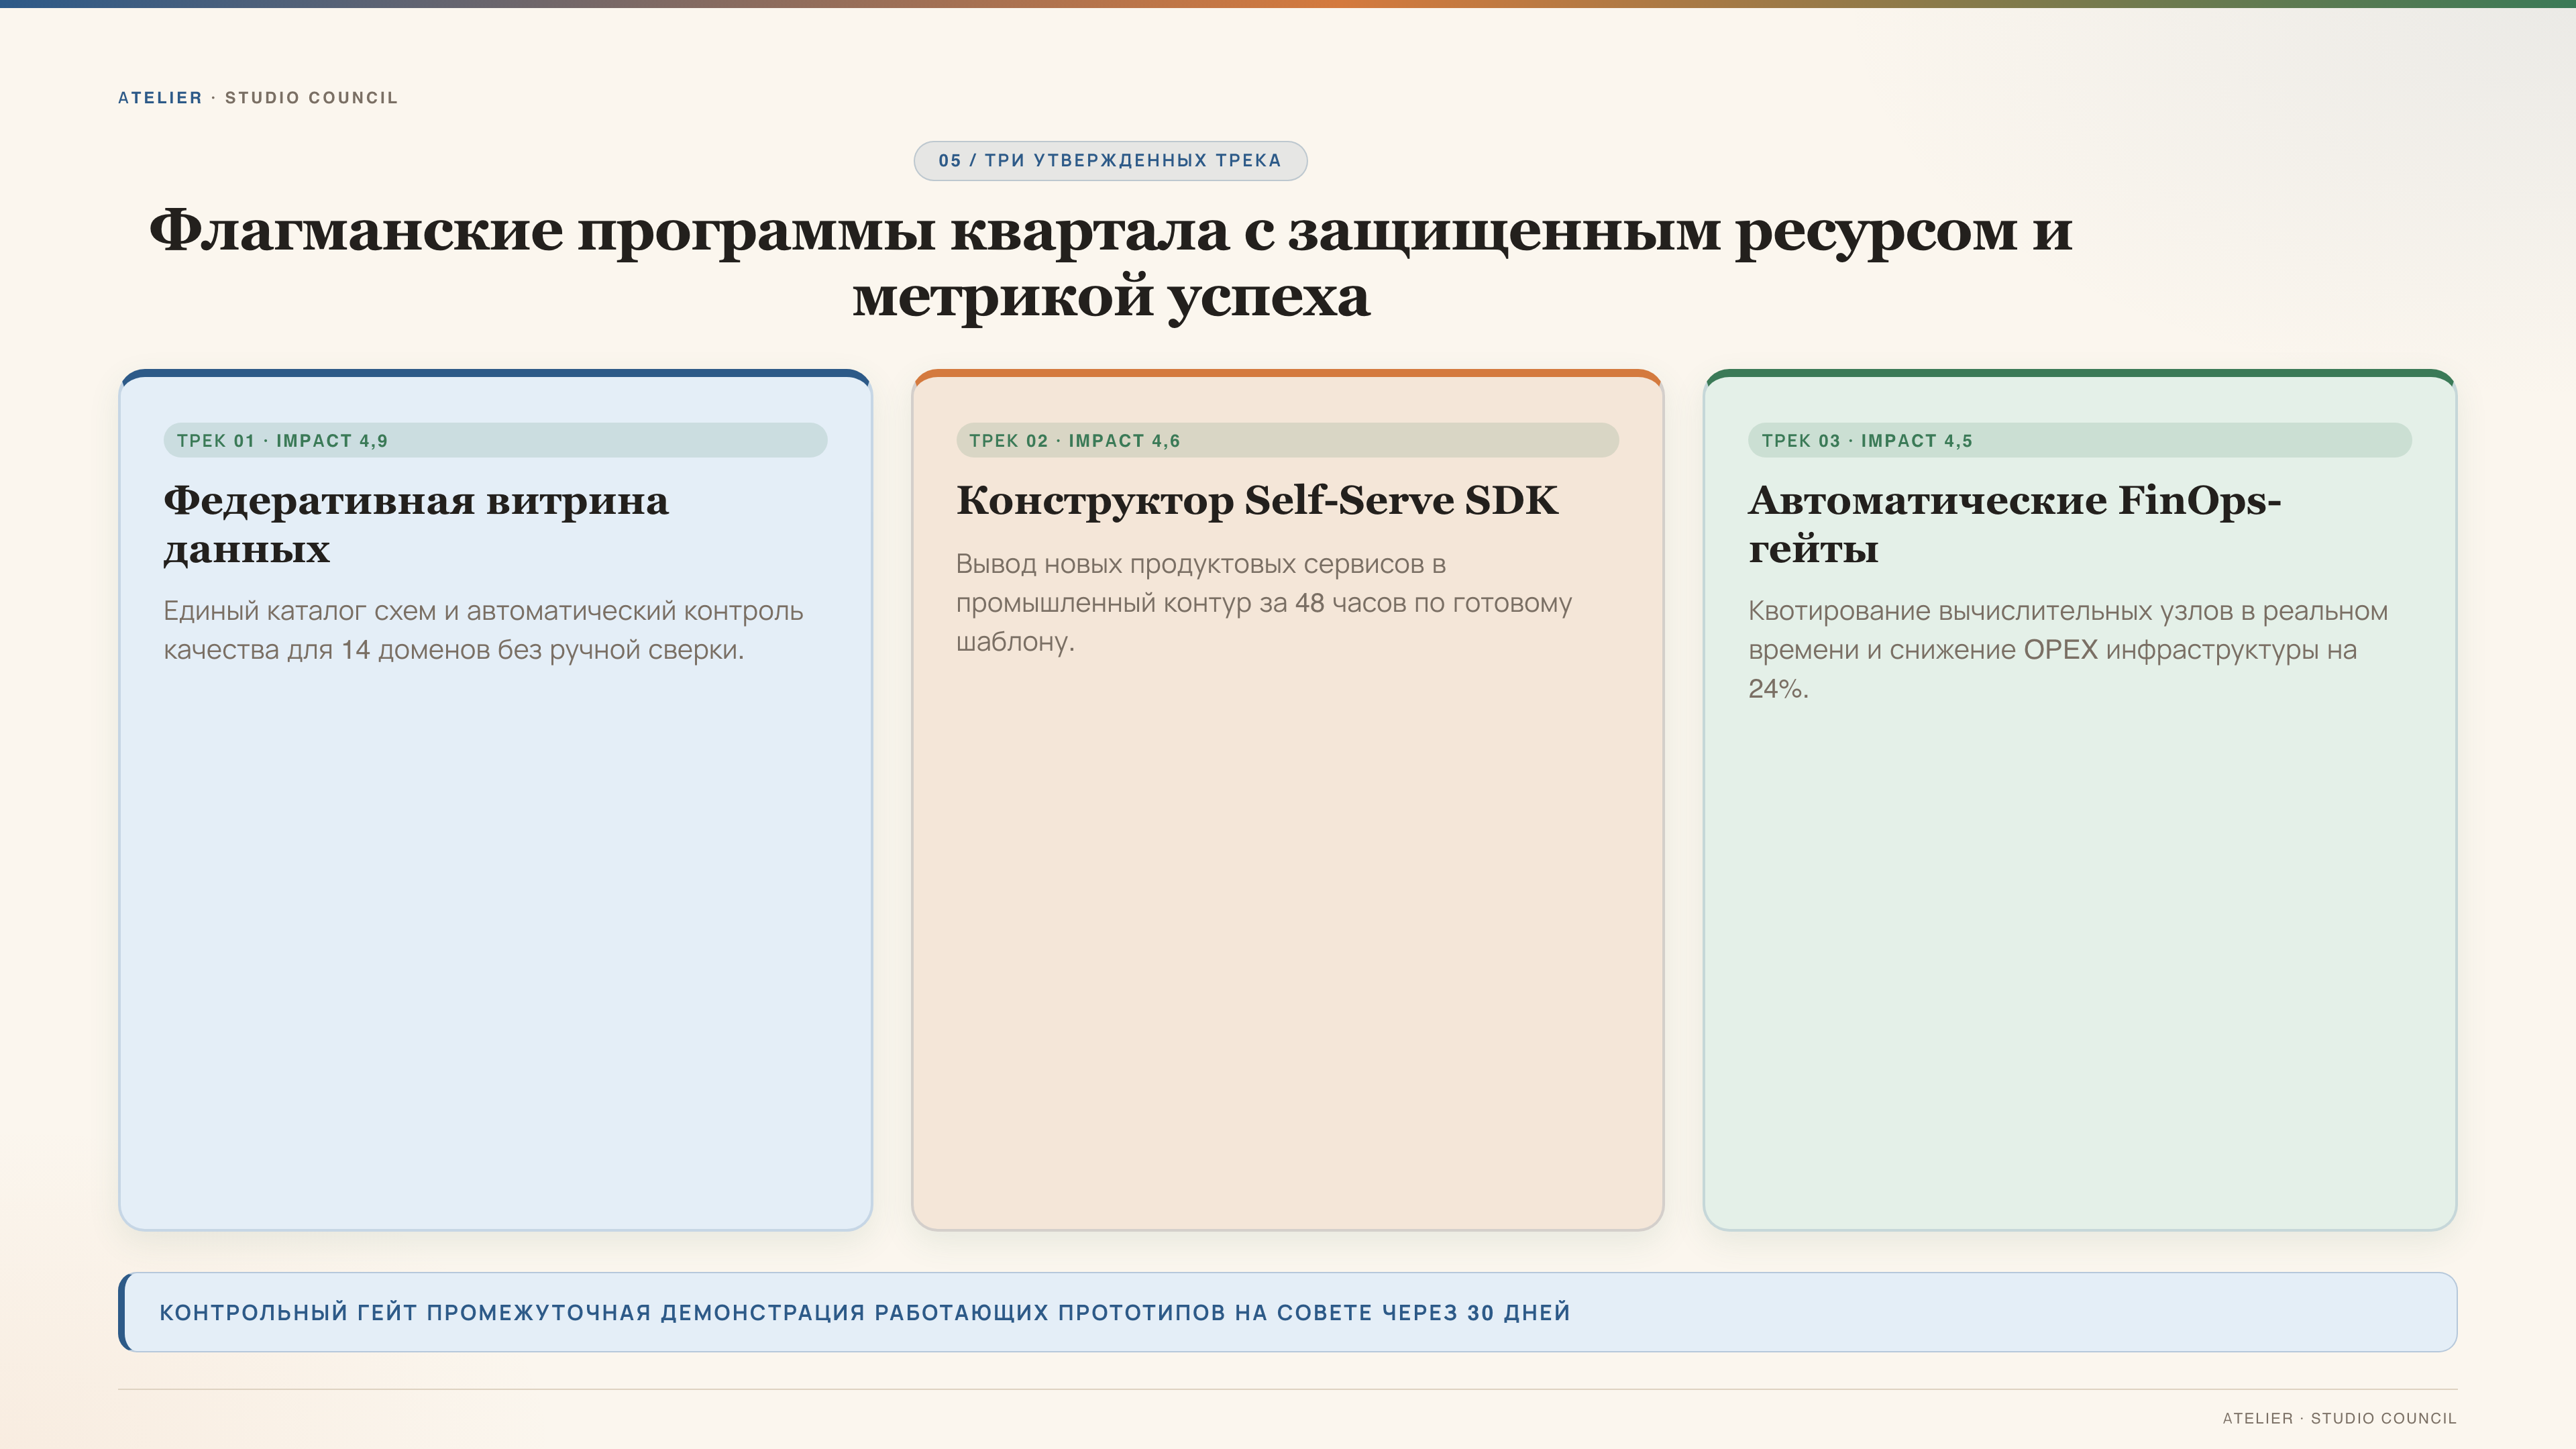 ATELIER · STUDIO COUNCIL
05 / ТРИ УТВЕРЖДЕННЫХ ТРЕКА
Флагманские программы квартала с защищенным ресурсом и
метрикой успеха
ТРЕК 01 · IMPACT 4,9
Федеративная витрина
данных
Единый каталог схем и автоматический контроль
качества для 14 доменов без ручной сверки.
ТРЕК 02 · IMPACT 4,6
Конструктор Self-Serve SDK
Вывод новых продуктовых сервисов в
промышленный контур за 48 часов по готовому
шаблону.
ТРЕК 03 · IMPACT 4,5
Автоматические FinOps-
гейты
Квотирование вычислительных узлов в реальном
времени и снижение OPEX инфраструктуры на
24%.
КОНТРОЛЬНЫЙ ГЕЙТ ПРОМЕЖУТОЧНАЯ ДЕМОНСТРАЦИЯ РАБОТАЮЩИХ ПРОТОТИПОВ НА СОВЕТЕ ЧЕРЕЗ 30 ДНЕЙ
ATELIER · STUDIO COUNCIL